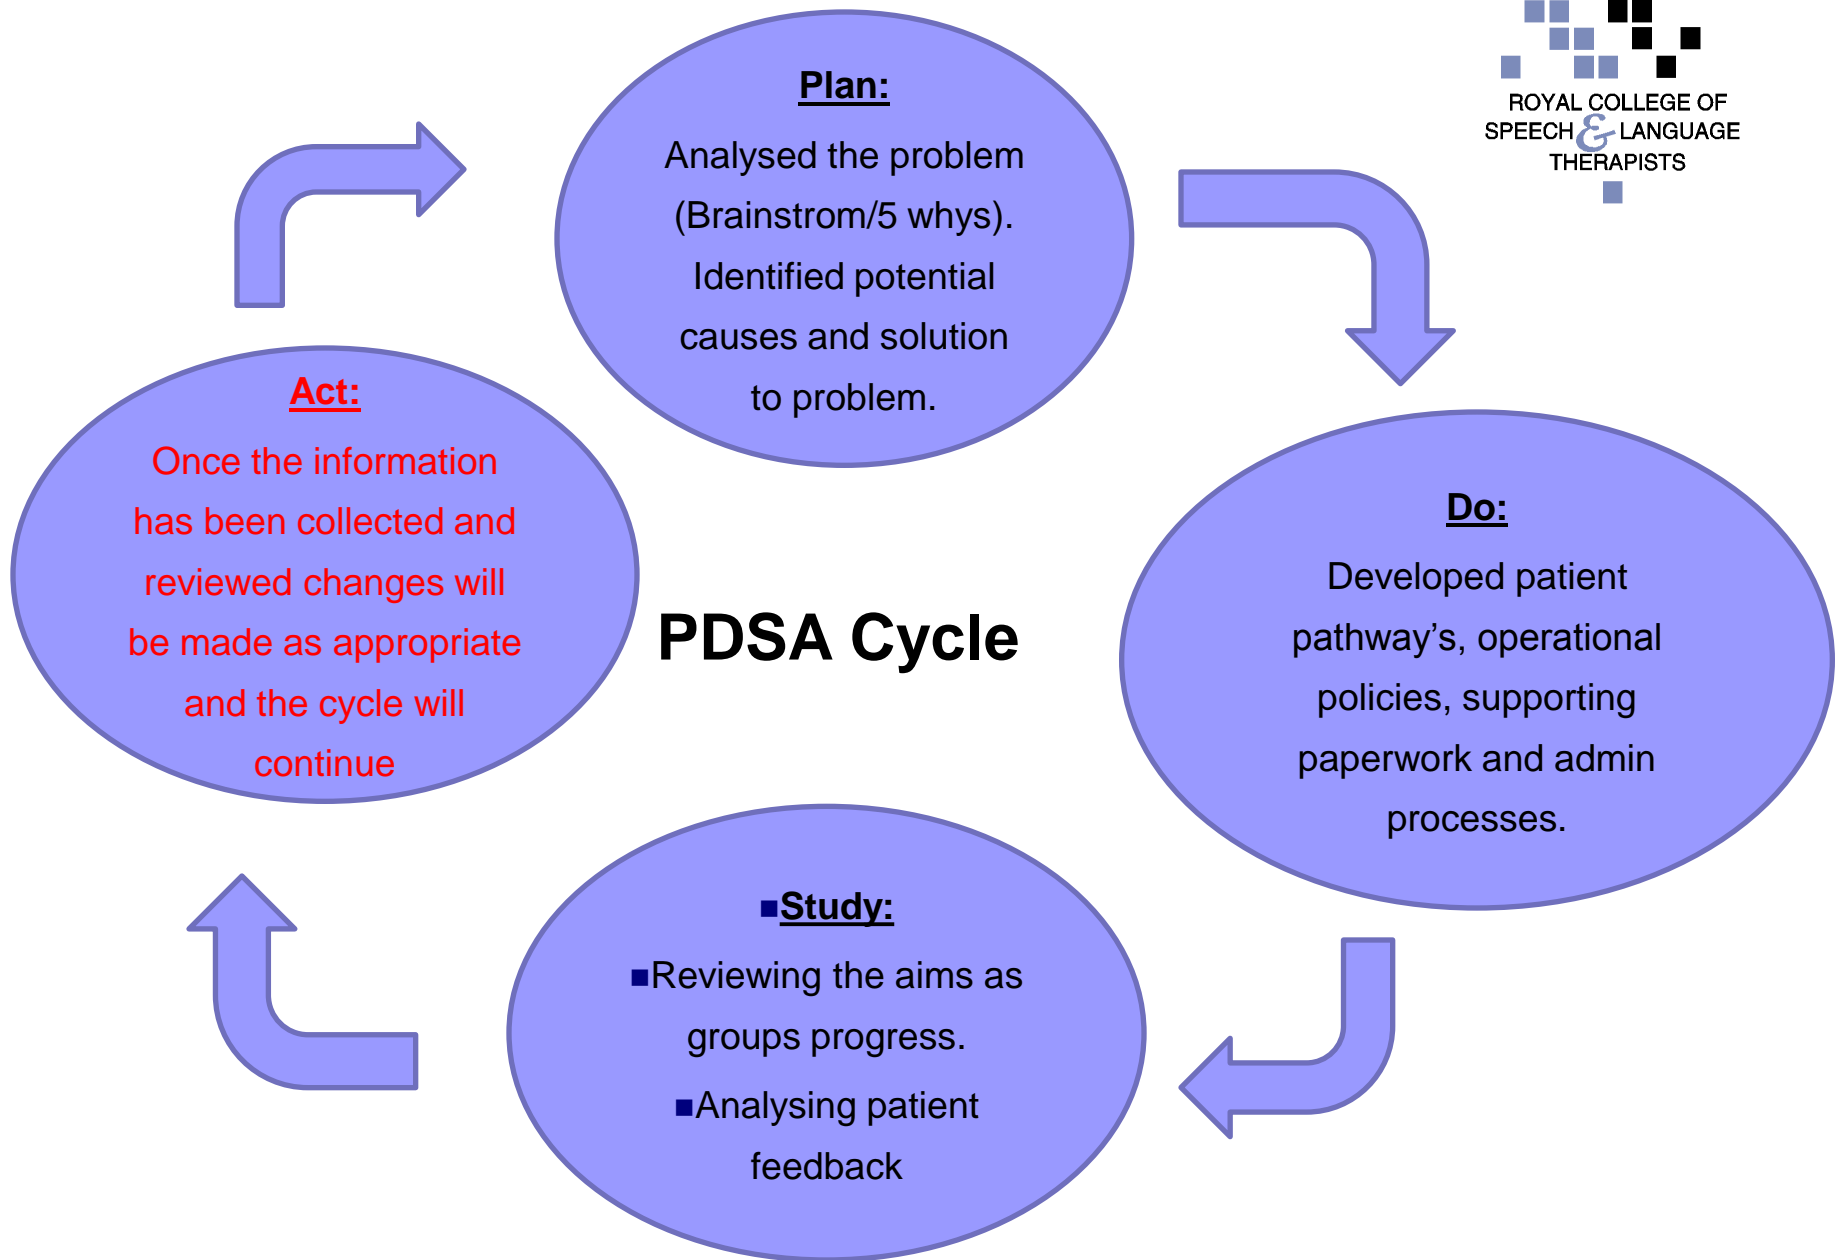 Plan:
Analysed the problem
(Brainstrom/5 whys).
Identified potential
causes and solution
to problem.
ROYAL COLLEGE OF
SPEECH & LANGUAGE
THERAPISTS
Act:
Once the information
has been collected and
reviewed changes will
be made as appropriate
and the cycle will
continue
PDSA Cycle
Do:
Developed patient
pathway’s, operational
policies, supporting
paperwork and admin
processes.
■Study:
■Reviewing the aims as
groups progress.
■Analysing patient
feedback